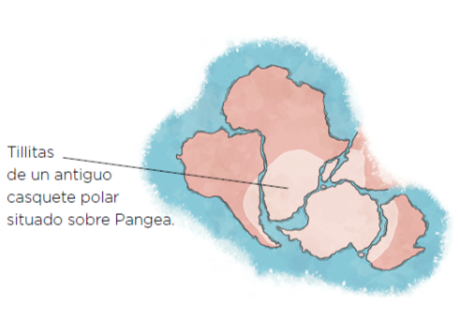 Tillitas
de un antiguo
casquete polar
situado sobre Pangea.